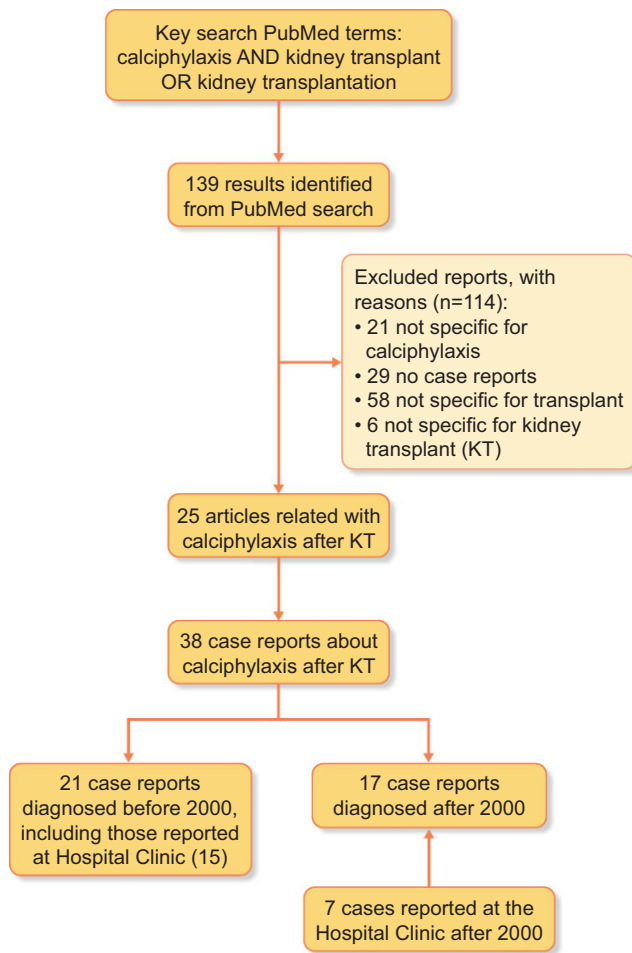 Key search PubMed terms:
calciphylaxis AND kidney transplant
OR kidney transplantation
139 results identified
from PubMed search
Excluded reports, with
reasons (n=114):
• 21 not specific for
calciphylaxis
• 29 no case reports
• 58 not specific for transplant
• 6 not specific for kidney
transplant (KT)
25 articles related with
calciphylaxis after KT
38 case reports about
calciphylaxis after KT
21 case reports
diagnosed before 2000,
including those reported
at Hospital Clinic (15)
17 case reports
diagnosed after 2000
7 cases reported at the
Hospital Clinic after 2000